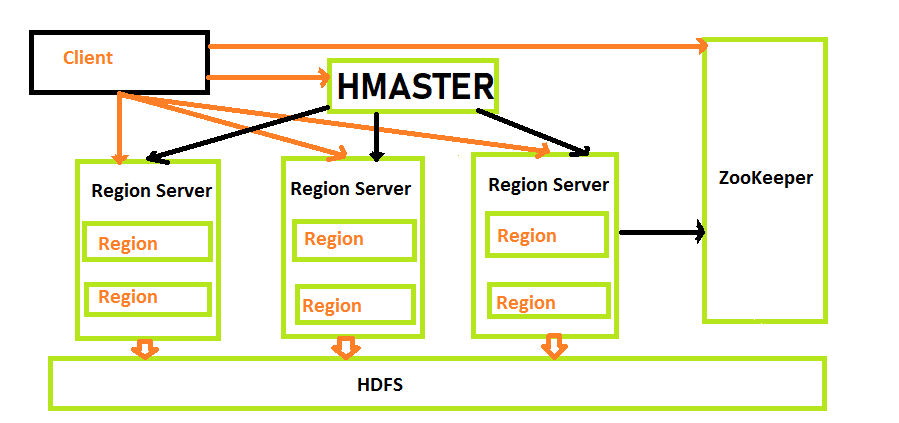 Client
HMASTER
ZooKeeper
Region Server
Region
Region
Region Server
Region
Region
Region Server
Region
Region
HDFS